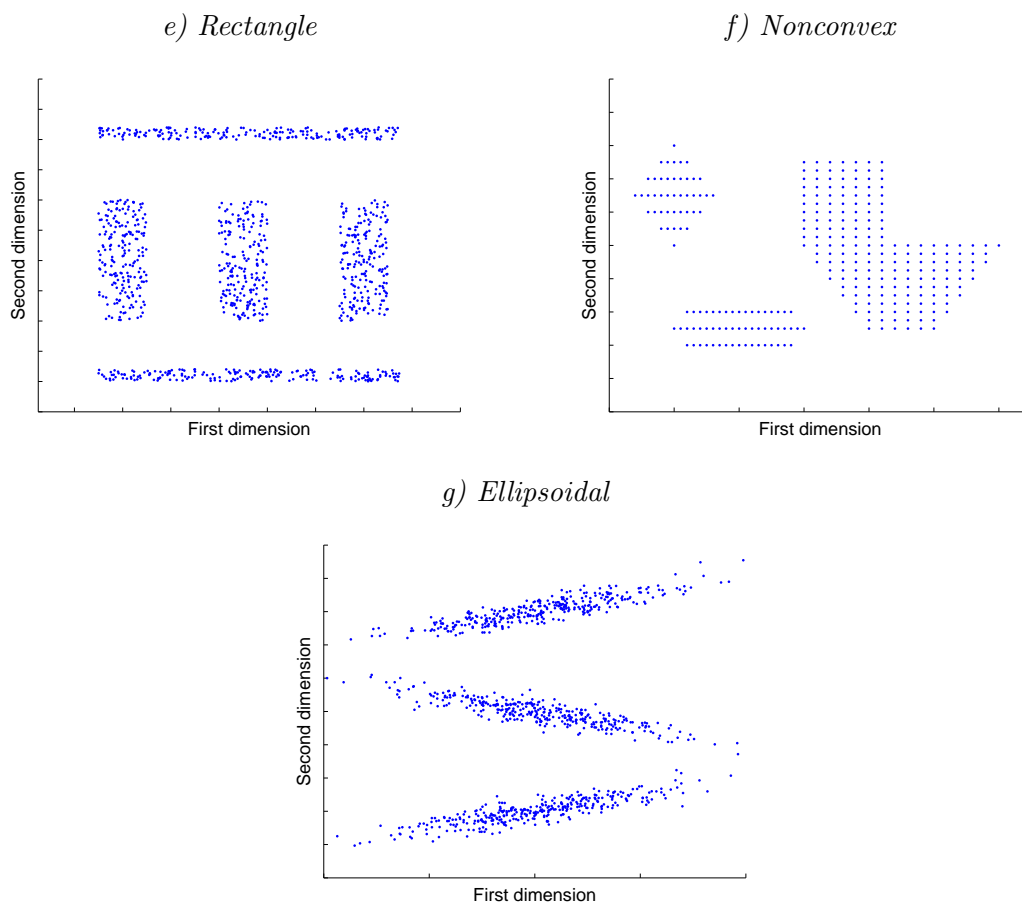 e) Rectangle
f) Nonconvex
Second dimension
First dimension
Second dimension
First dimension
g) Ellipsoidal
Second dimension
First dimension